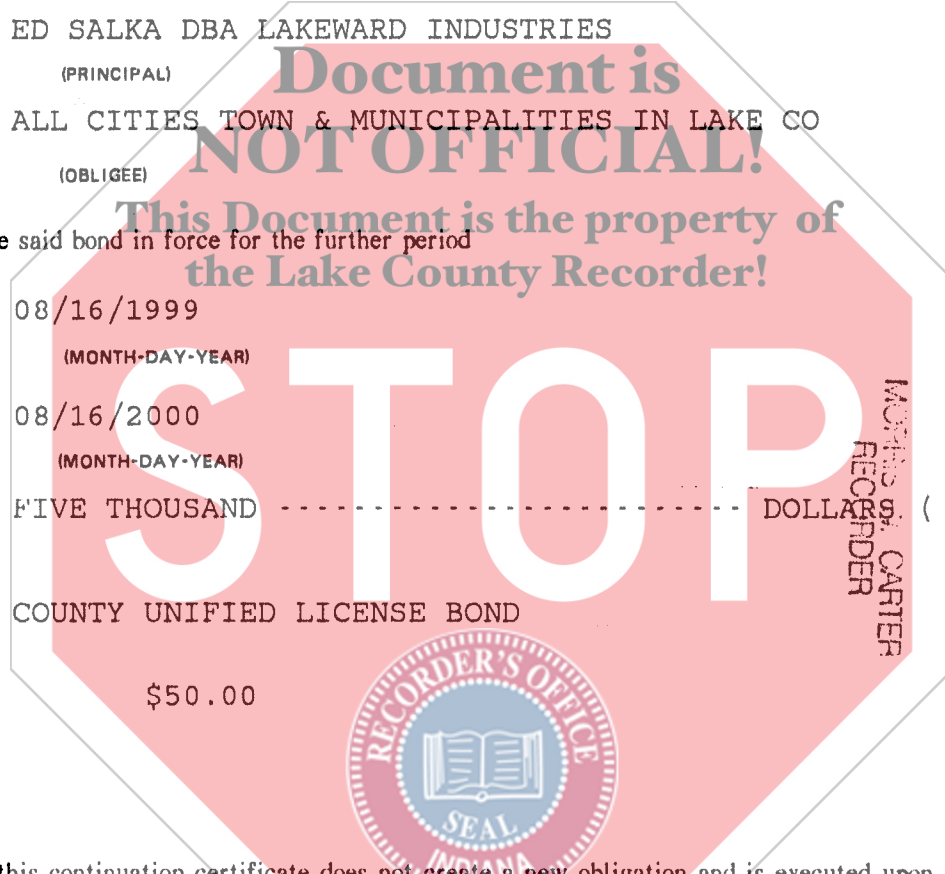 ED SALKA DBA LAKEWARD INDUSTRIES
(PRINCIPAL)
Document is
ALL CITIES TOWN & MUNICIPALITIES IN LAKE CO
NOT OFFICIAL!
(OBLIGEE)
This Document is the property of
said bond in force for the further period
the Lake County Recorder!
08/16/1999
(MONTH-DAY-YEAR)
STOP
08/16/2000
(MONTH-DAY-YEAR)
FIVE THOUSAND - - - - - - - - - - - - - - - - - - - - - - - - - DOLLARS. (
CARTER
RECORDER
COUNTY UNIFIED LICENSE BOND
$50.00
RECORDER'S OFFICE
SEAL
INDIANA
this continuation certificate does not create a new obligation and is executed upon